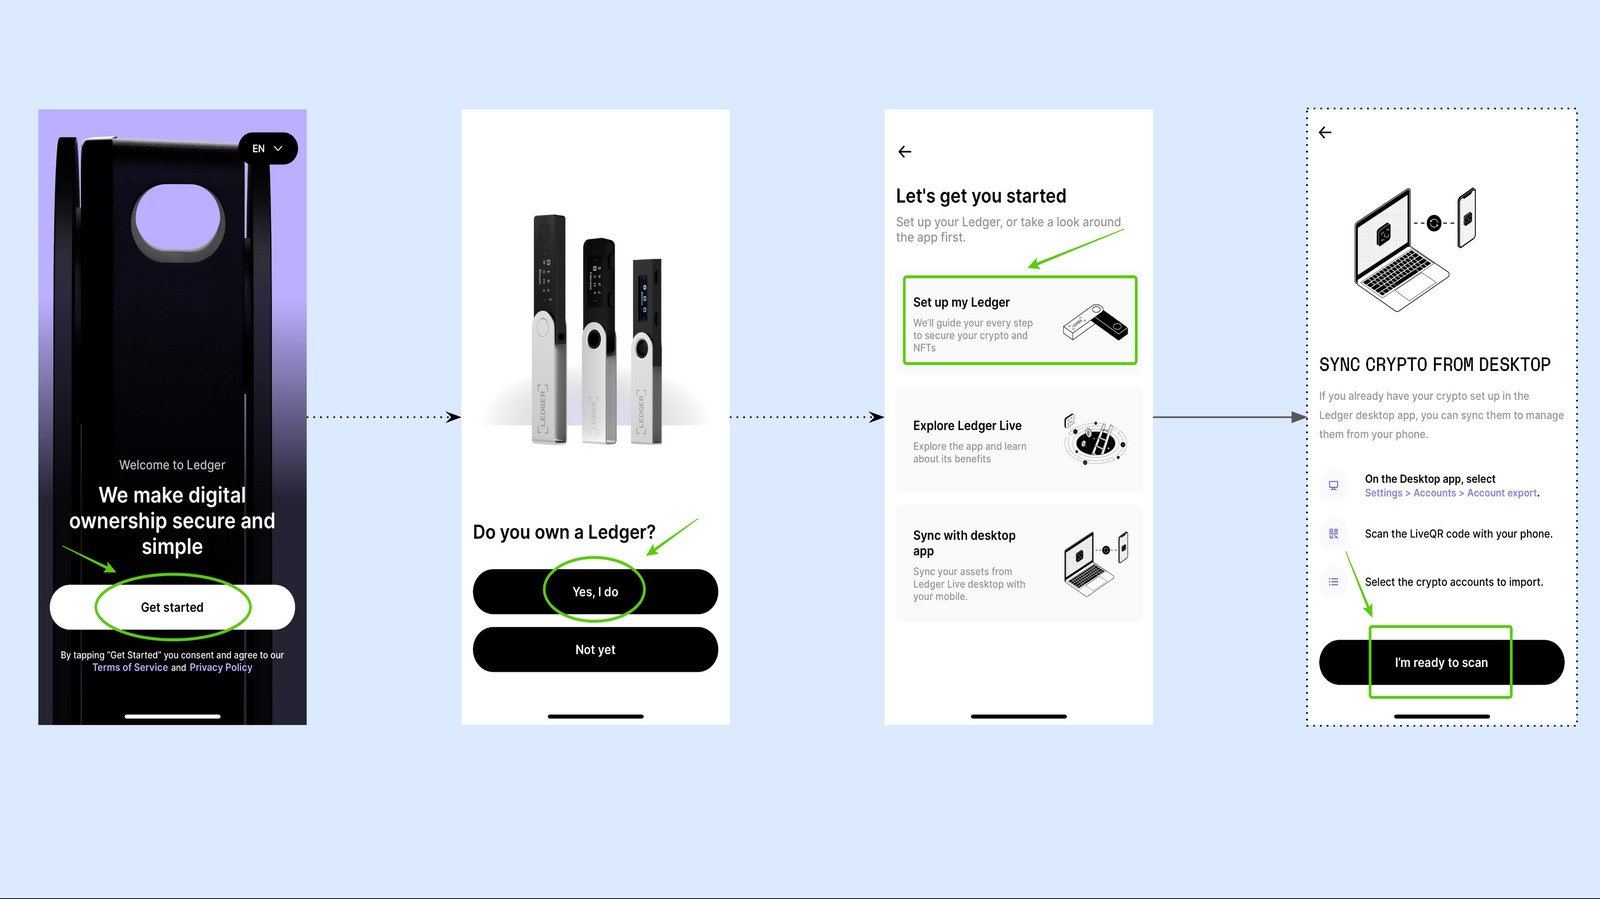 EN
Welcome to Ledger
We make digital
ownership secure and
simple
Get started
By tapping "Get Started" you consent and agree to our
Terms of Service and Privacy Policy
LEDGER
LEDGER
LEDGER
Do you own a Ledger?
Yes, I do
Not yet
Let's get you started
Set up your Ledger, or take a look around
the app first.
Set up my Ledger
We'll guide your every step
to secure your crypto and
NFTs
Explore Ledger Live
Explore the app and learn
about its benefits
Sync with desktop
app
Sync your assets from
Ledger Live desktop with
your mobile.
SYNC CRYPTO FROM DESKTOP
If you already have your crypto set up in the
Ledger desktop app, you can sync them to manage
them from your phone.
On the Desktop app, select
Settings > Accounts > Account export.
Scan the LiveQR code with your phone.
Select the crypto accounts to import.
I'm ready to scan